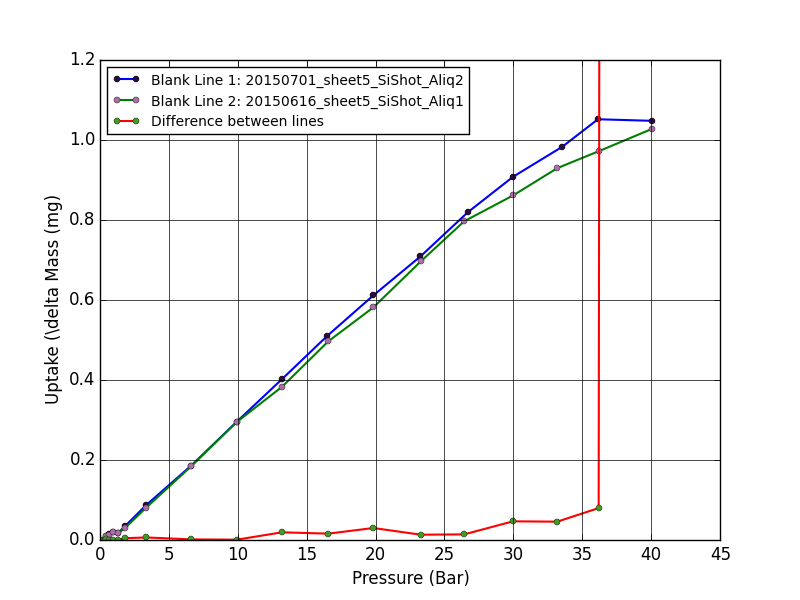 1.2
Blank Line 1: 20150701_sheet5_SiShot_Aliq2
Blank Line 2: 20150616_sheet5_SiShot_Aliq1
Difference between lines
1.0
0.8
0.6
0.4
0.2
0.0
Uptake (\delta Mass (mg)
0 5 10 15 20 25 30 35 40 45
Pressure (Bar)